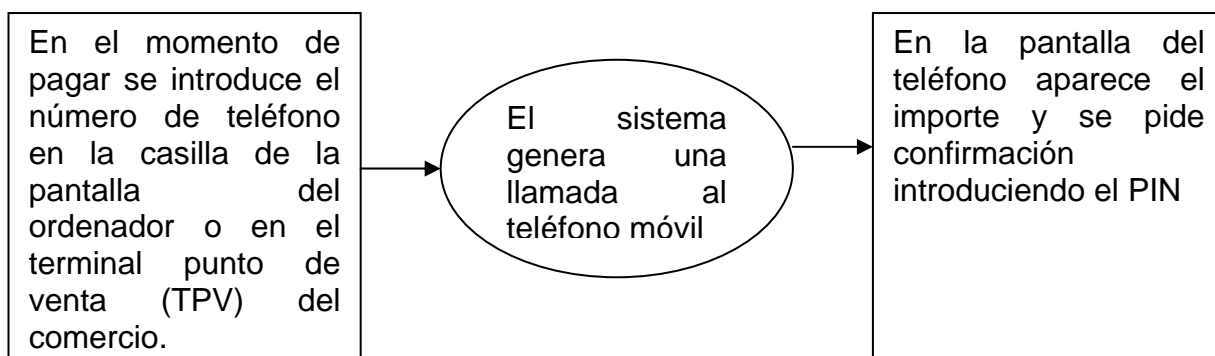 En el momento de
pagar se introduce el
número de teléfono
en la casilla de la
pantalla del
ordenador o en el
terminal punto de
venta (TPV) del
comercio.
El sistema
genera una
llamada al
teléfono móvil
En la pantalla del
teléfono aparece el
importe y se pide
confirmación
introduciendo el PIN